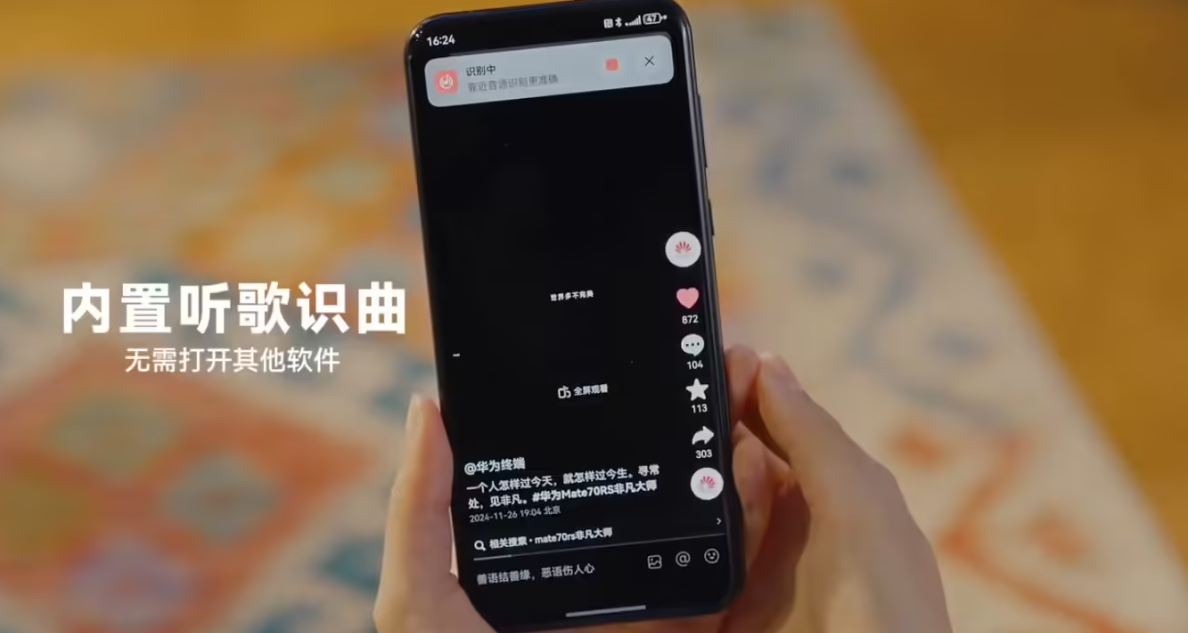 16:24
47
识别中
靠近音源识别更准确
内置听歌识曲
无需打开其他软件
世界多不完美
全屏观看
872
104
113
303
@华为终端
一个人怎样过今天，就怎样过今生。寻常
处，见非凡。#华为Mate70RS非凡大师
2024-11-26 19:04 北京
相关搜索·mate70rs非凡大师
善语结善缘，恶语伤人心